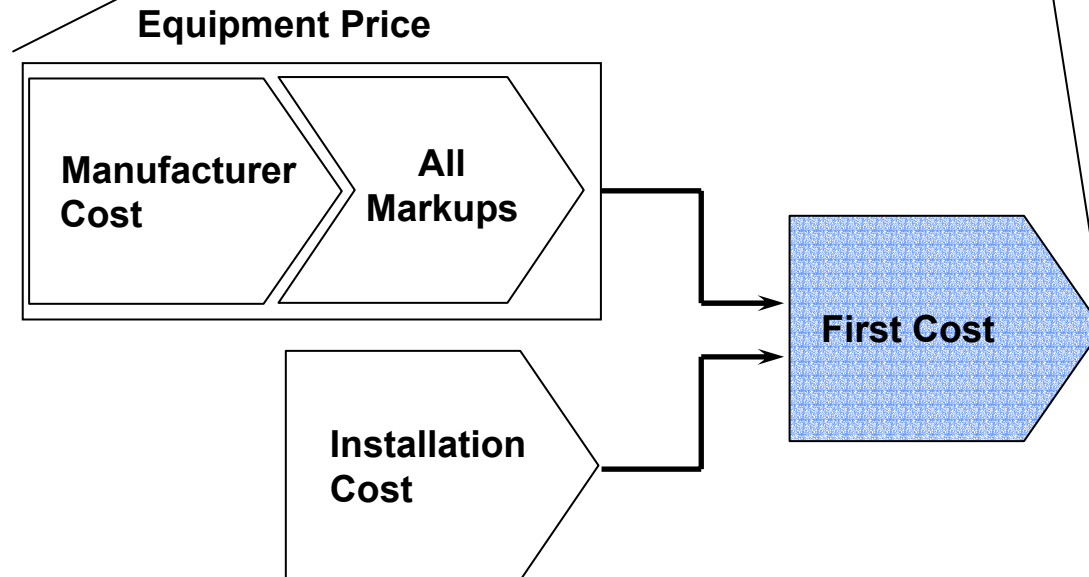 Equipment Price
Manufacturer
Cost
All
Markups
First Cost
Installation
Cost